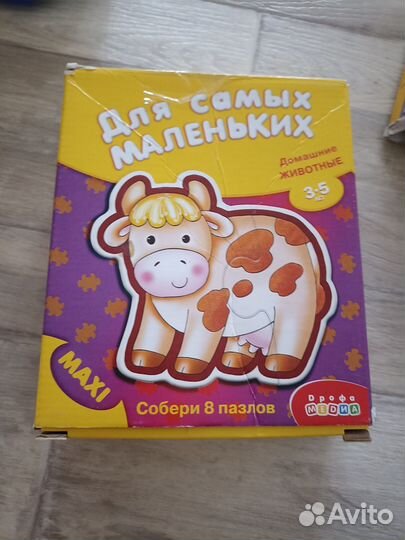 Для самых
МАЛЕНЬКИХ
Домашние
ЖИВОТНЫЕ
3-5
MAXI
Собери 8 пазлов
Дрофа
МЕДИА
Avito